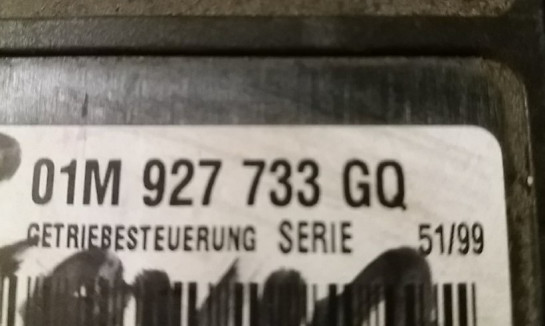 01M 927 733 GQ
GETRIEBESTEUERUNG SERIE 51/99